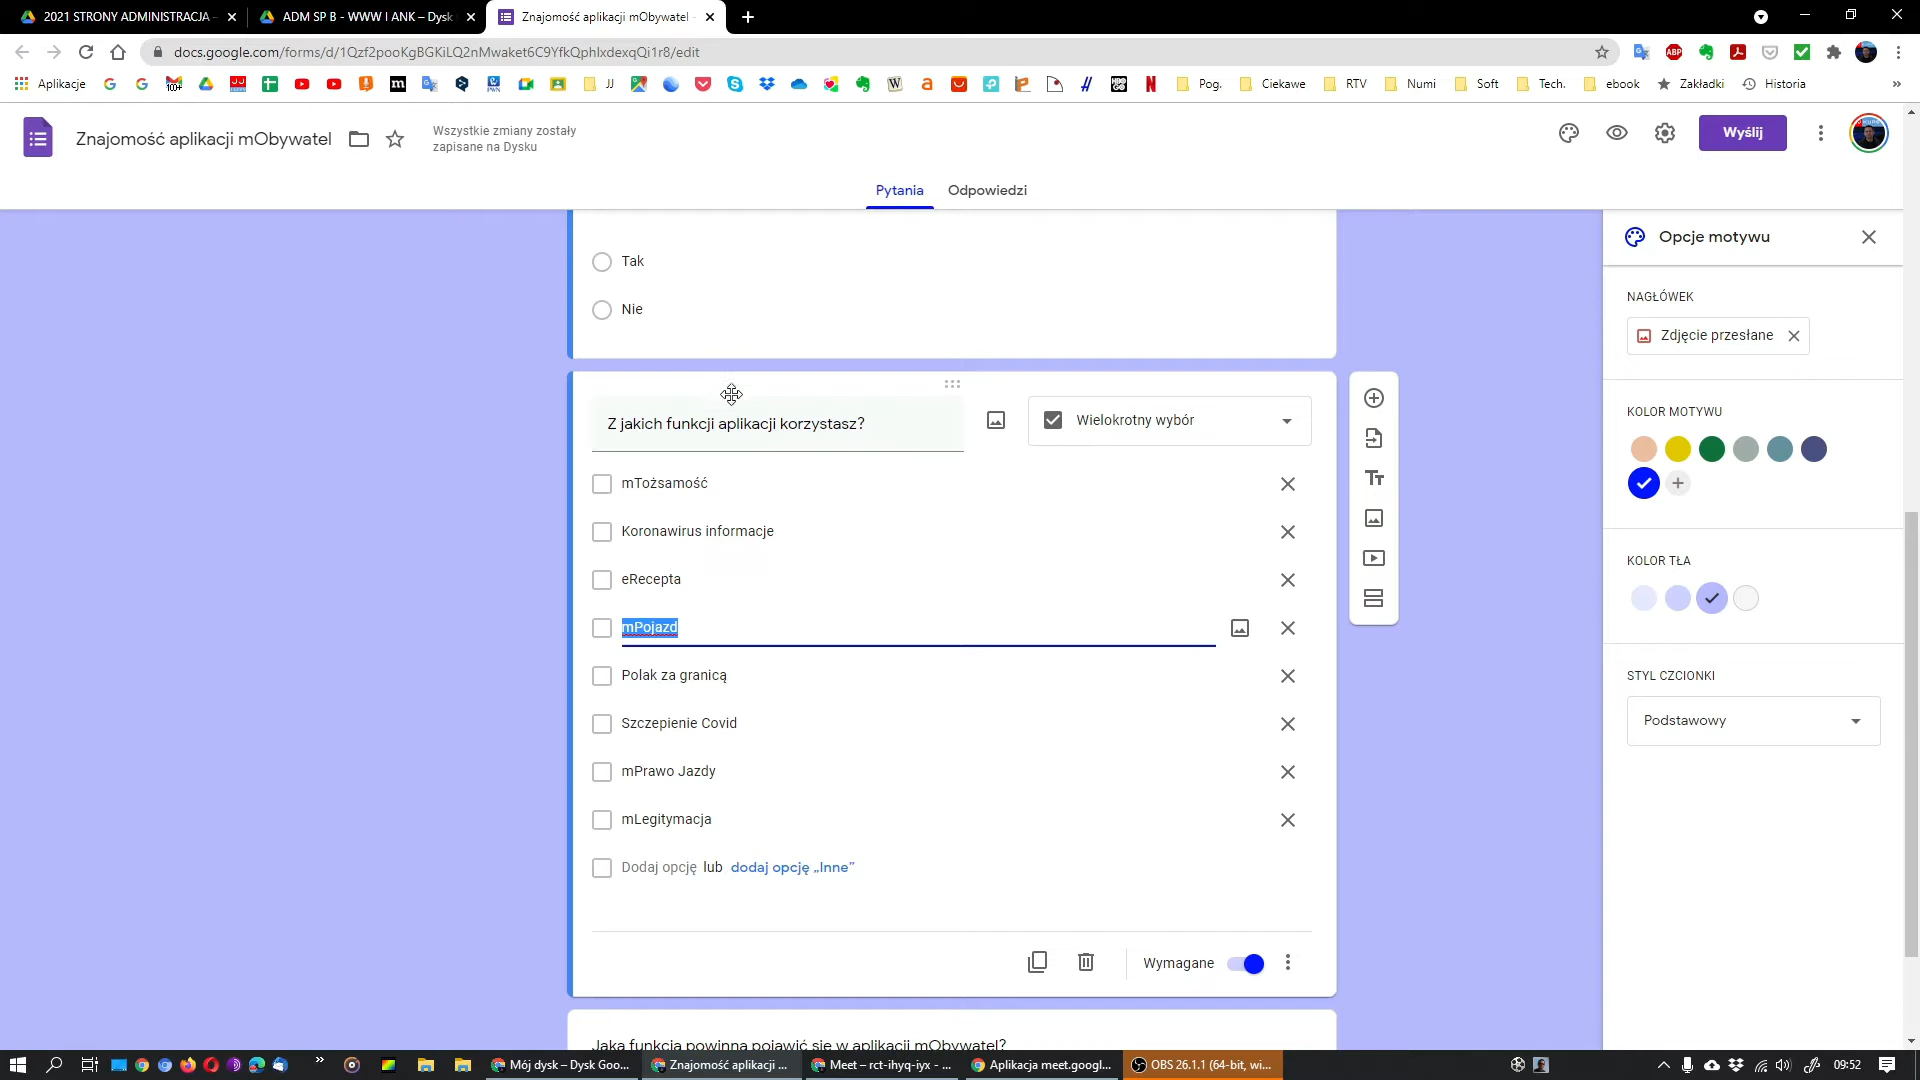 2021 STRONY ADMINISTRACJA -
ADM SP B - WWW I ANK – Dysk
Znajomość aplikacji mObywatel -
docs.google.com/forms/d/1Qzf2pooKgBGKiLQ2nMwaket6C9YfkQphlxdexqQi1r8/edit
Aplikacje
JJ
Pog.
Ciekawe
RTV
Numi
Soft
Tech.
ebook
Zakładki
Historia
Znajomość aplikacji mObywatel
Wszystkie zmiany zostały
zapisane na Dysku
Wyślij
Pytania
Odpowiedzi
Tak
Nie
Z jakich funkcji aplikacji korzystasz?
Wielokrotny wybór
mTożsamość
Koronawirus informacje
eRecepta
mPojazd
Polak za granicą
Szczepienie Covid
mPrawo Jazdy
mLegitymacja
Dodaj opcję lub dodaj opcję „Inne”
Wymagane
Jaka funkcja powinna pojawić się w aplikacji mObywatel?
Opcje motywu
NAGŁÓWEK
Zdjęcie przesłane
KOLOR MOTYWU
KOLOR TŁA
STYL CZCIONKI
Podstawowy
Mój dysk – Dysk Goo...
Znajomość aplikacji ...
Meet – rct-ihyq-iyx - ...
Aplikacja meet.googl...
OBS 26.1.1 (64-bit, wi...
09:52